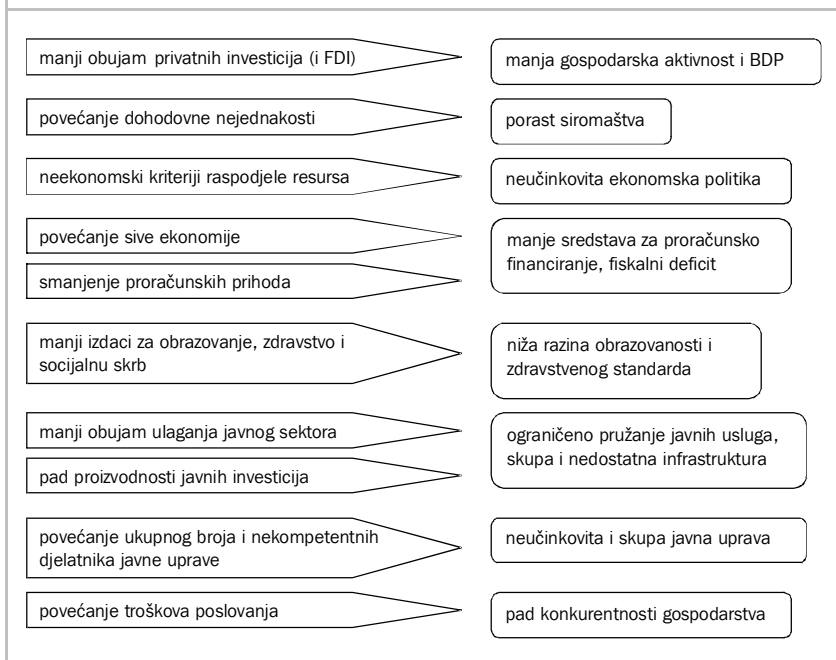 manji obujam privatnih investicija (i FDI)
manja gospodarska aktivnost i BDP
povećanje dohodovne nejednakosti
porast siromaštva
neekonomski kriteriji raspodjele resursa
neučinkovita ekonomska politika
povećanje sive ekonomije
smanjenje proračunskih prihoda
manje sredstava za proračunsko
financiranje, fiskalni deficit
manji izdaci za obrazovanje, zdravstvo i
socijalnu skrb
niža razina obrazovanosti i
zdravstvenog standarda
manji obujam ulaganja javnog sektora
pad proizvodnosti javnih investicija
ograničeno pružanje javnih usluga,
skupa i nedostatna infrastruktura
povećanje ukupnog broja i nekompetentnih
djelatnika javne uprave
neučinkovita i skupa javna uprava
povećanje troškova poslovanja
pad konkurentnosti gospodarstva